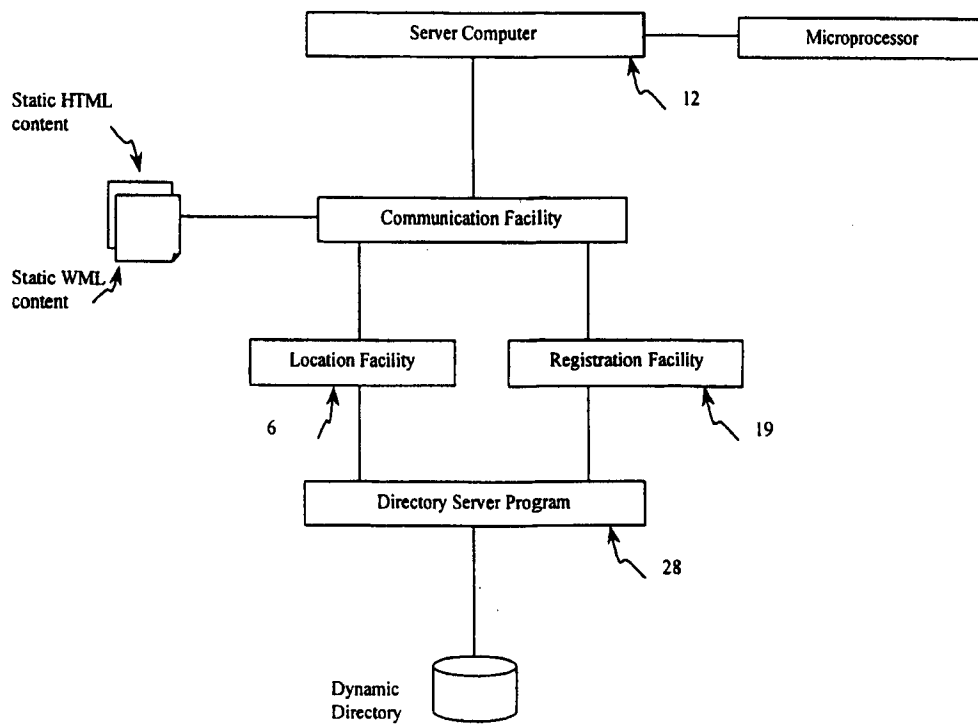 Server Computer
Microprocessor
12
Static HTML
content
Communication Facility
Static WML
content
Location Facility
Registration Facility
6
19
Directory Server Program
28
Dynamic
Directory